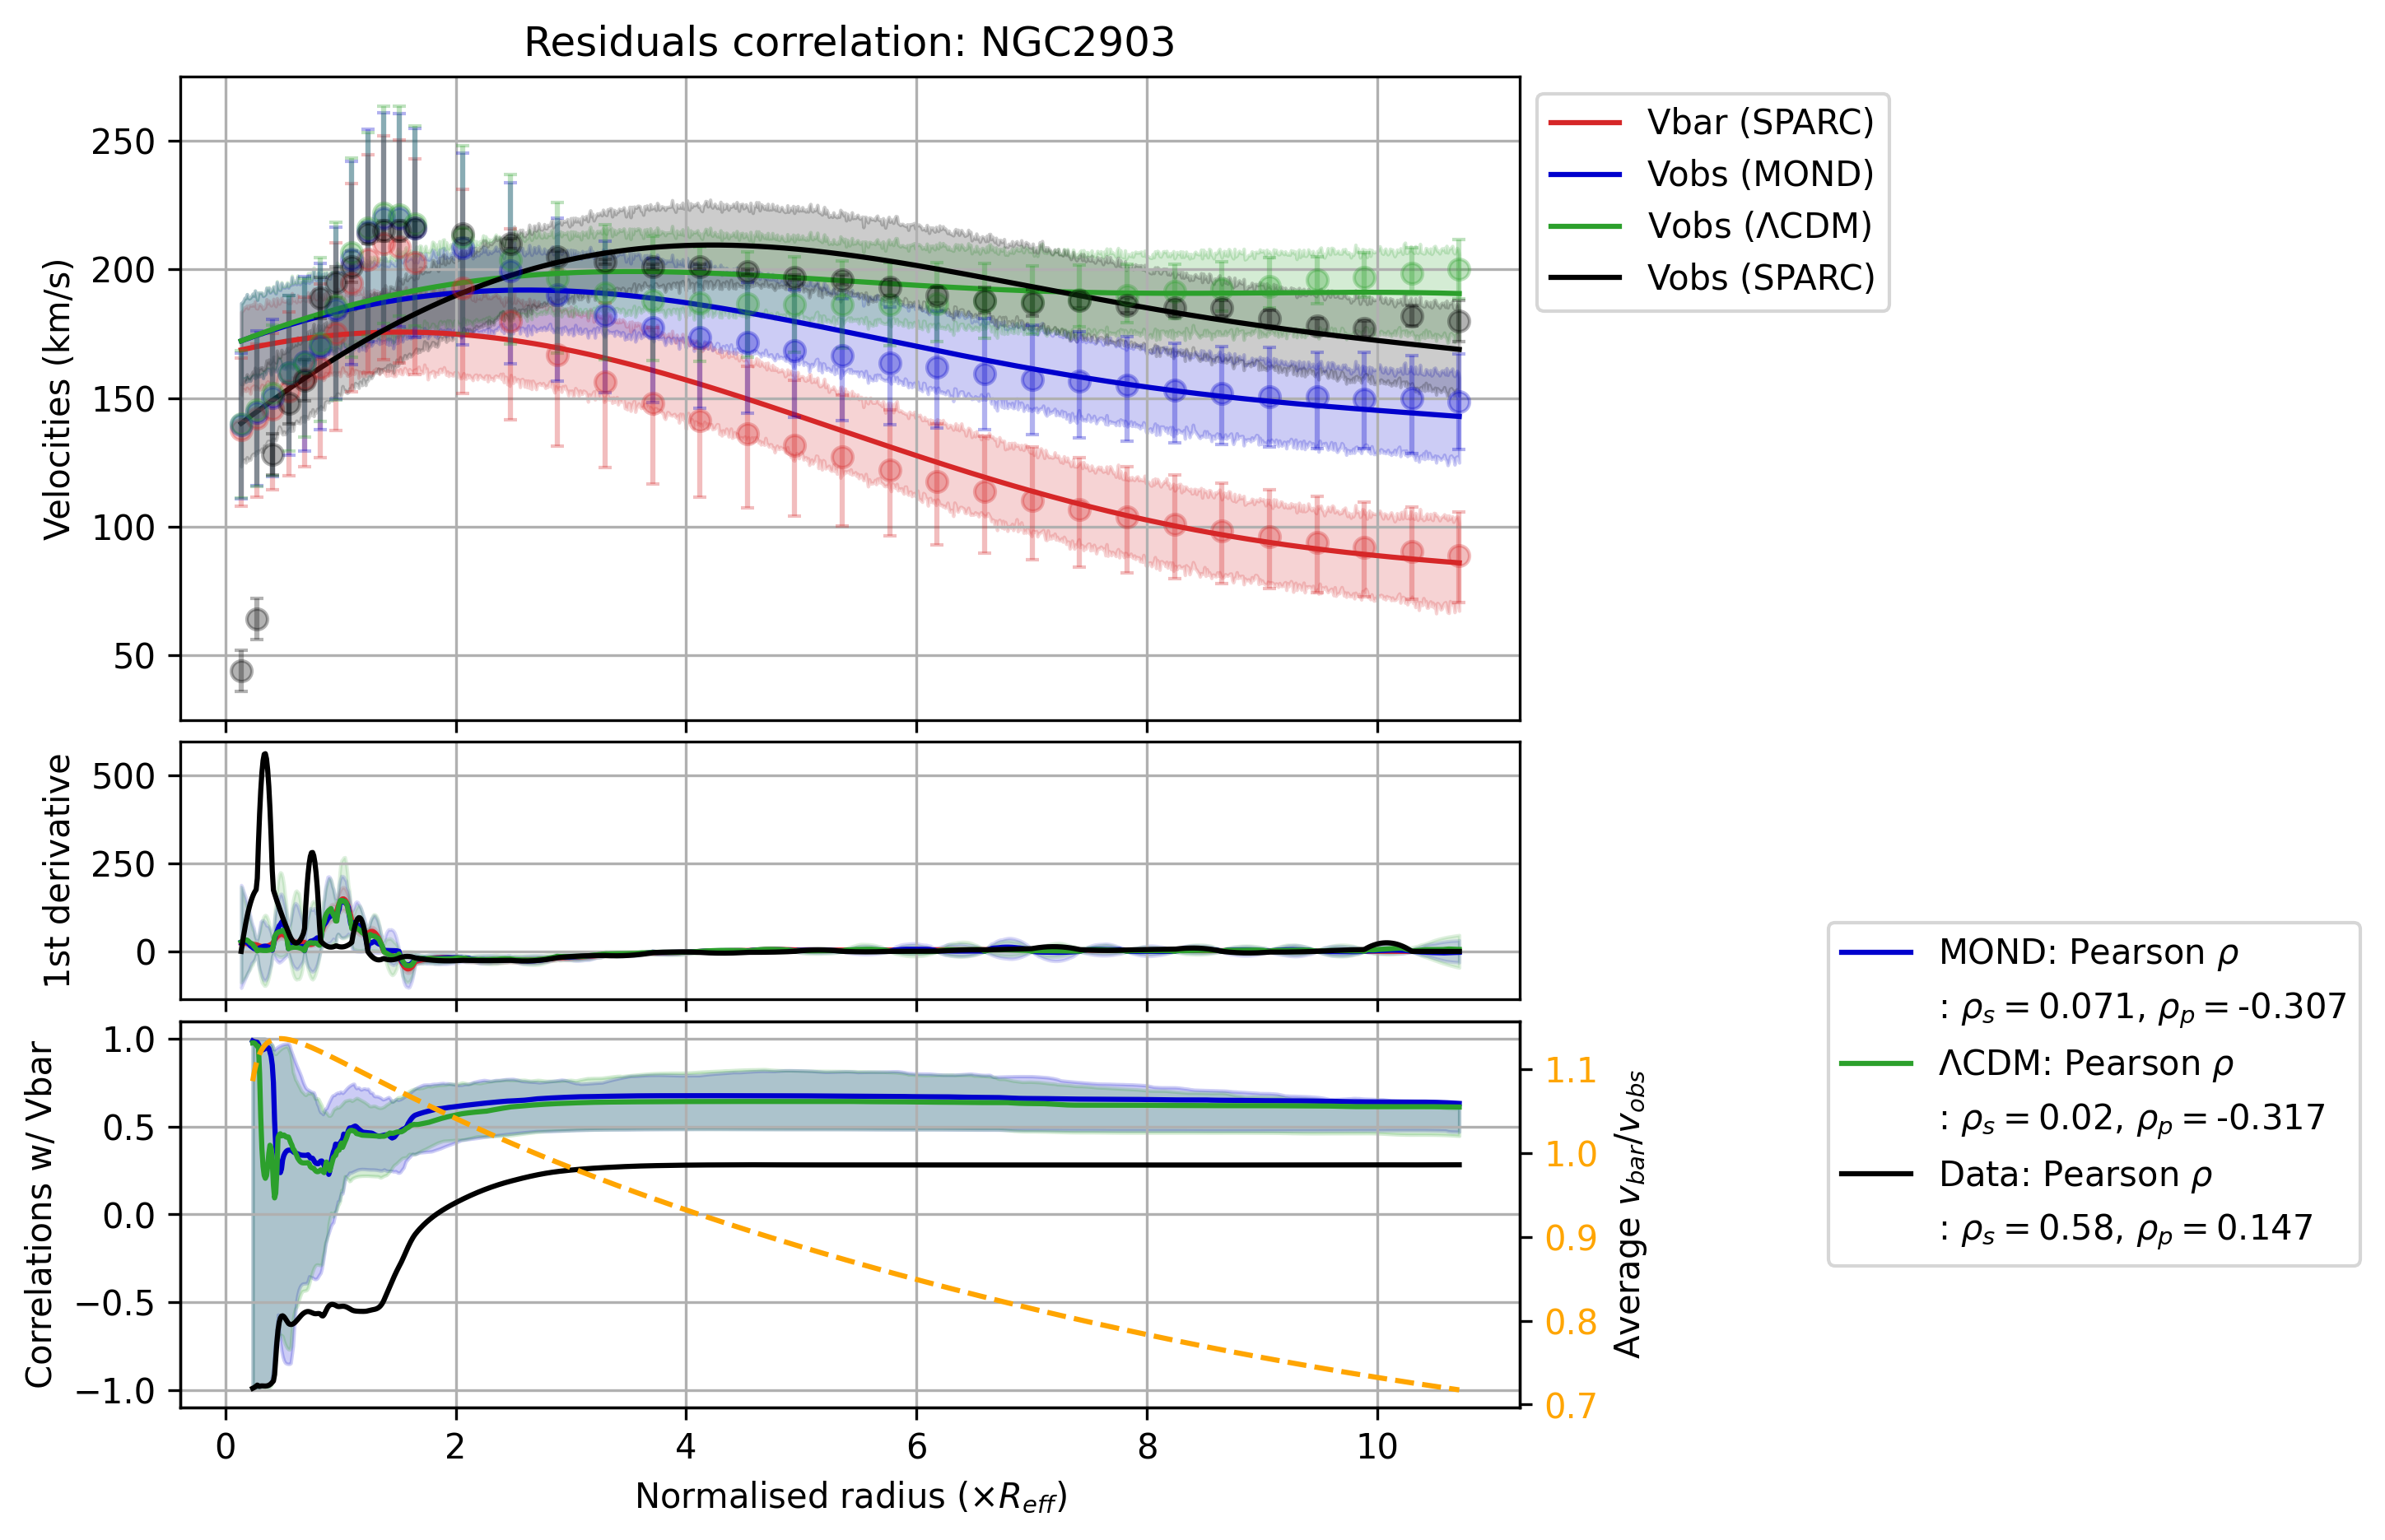 Residuals correlation: NGC2903
Velocities (km/s)
250
200
150
100
50
Vbar (SPARC)
Vobs (MOND)
Vobs (ΛCDM)
Vobs (SPARC)
1st derivative
500
250
0
Correlations w/ Vbar
1.0
0.5
0.0
−0.5
−1.0
1.1
1.0
0.9
0.8
0.7
Average v_bar/v_obs
MOND: Pearson ρ
: ρ_s = 0.071, ρ_p = -0.307
ΛCDM: Pearson ρ
: ρ_s = 0.02, ρ_p = -0.317
Data: Pearson ρ
: ρ_s = 0.58, ρ_p = 0.147
0 2 4 6 8 10
Normalised radius (×R_eff)